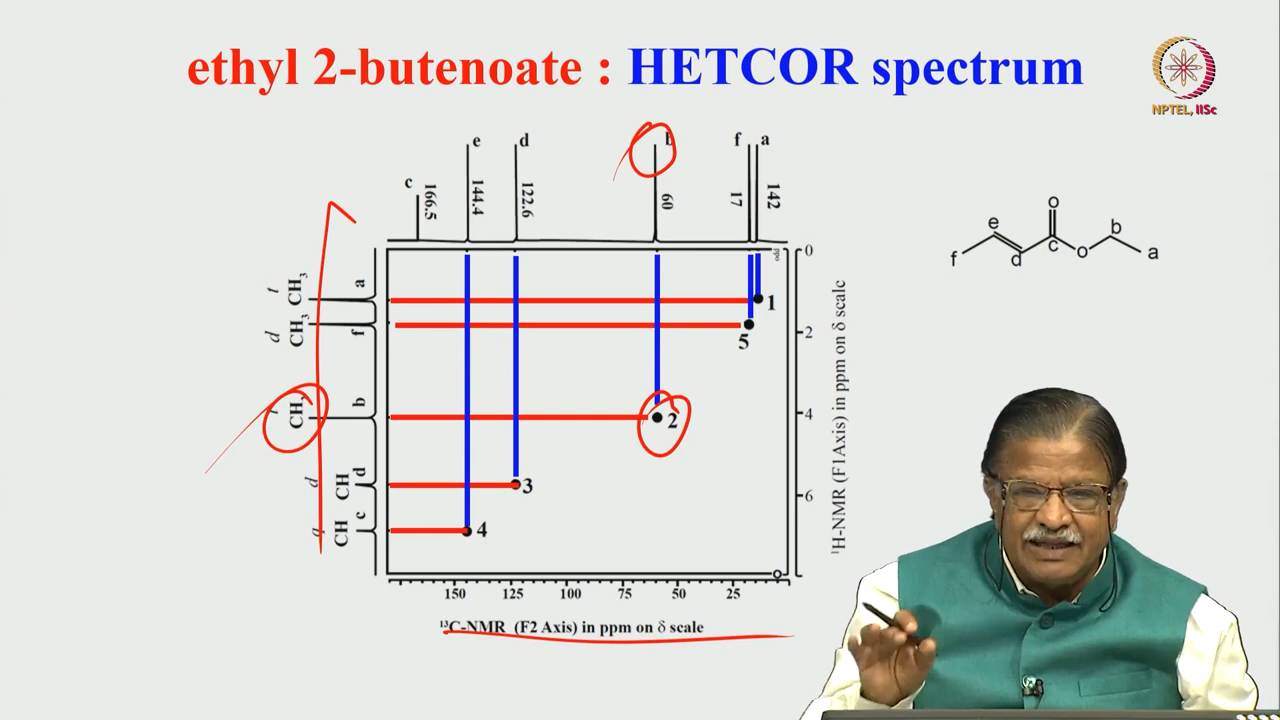 ethyl 2-butenoate : HETCOR spectrum
NPTEL, IISc
e d b f a
c
166.5 144.4 122.6 60 17 142
0
ppo
t CH3 a
1
d CH3 f
2
5
CH2 b
4
2
d CH d
3
6
q CH c
4
150 125 100 75 50 25
13C-NMR (F2 Axis) in ppm on δ scale
1H-NMR (F1Axis) in ppm on δ scale
O
e b
f d c O a